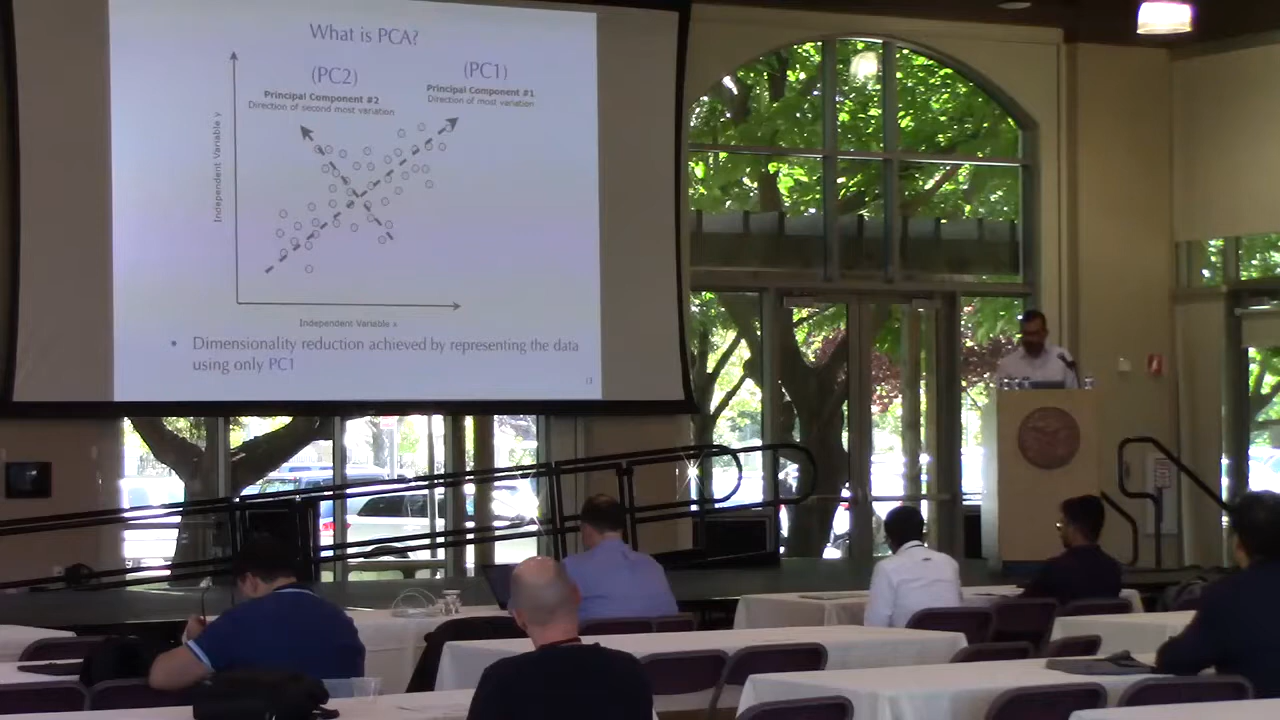 What is PCA?
(PC2)
(PC1)
Principal Component #2
Direction of second most variation
Principal Component #1
Direction of most variation
Independent Variable y
Independent Variable x
• Dimensionality reduction achieved by representing the data
using only PC1